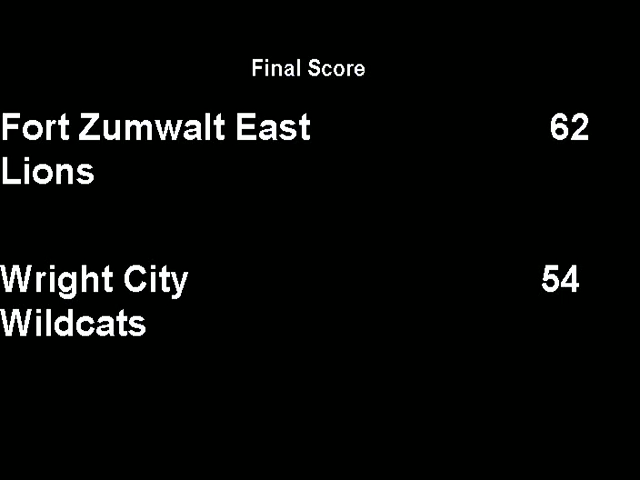 Final Score
Fort Zumwalt East 62
Lions
Wright City 54
Wildcats